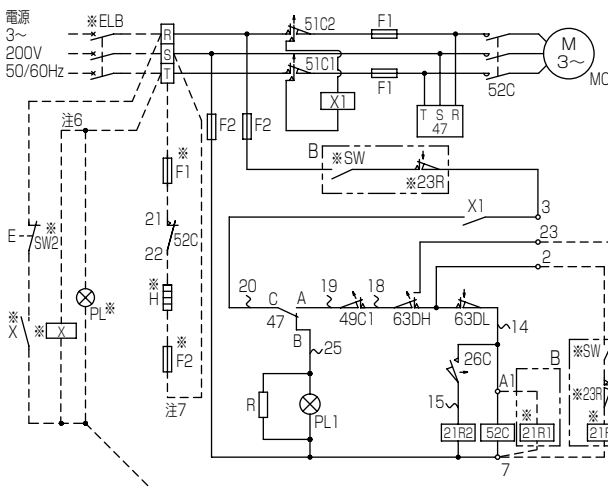 電源
3～
200V
50/60Hz
※ELB
R
S
T
51C2
51C1
X1
F1
F1
52C
M
3～
MC
T S R
47
注6
F2
F2
B
※SW
※23R
※
F1
X1
3
23
2
E
※
SW2
21
22
52C
20
C
A
47
B
19
49C1
18
63DH
63DL
14
※
X
※
X
PL※
※
H
※
F2
25
26C
B
※SW
※23R
A1
R
PL1
15
※
※
注7
21R2
52C
21R1
21R
7